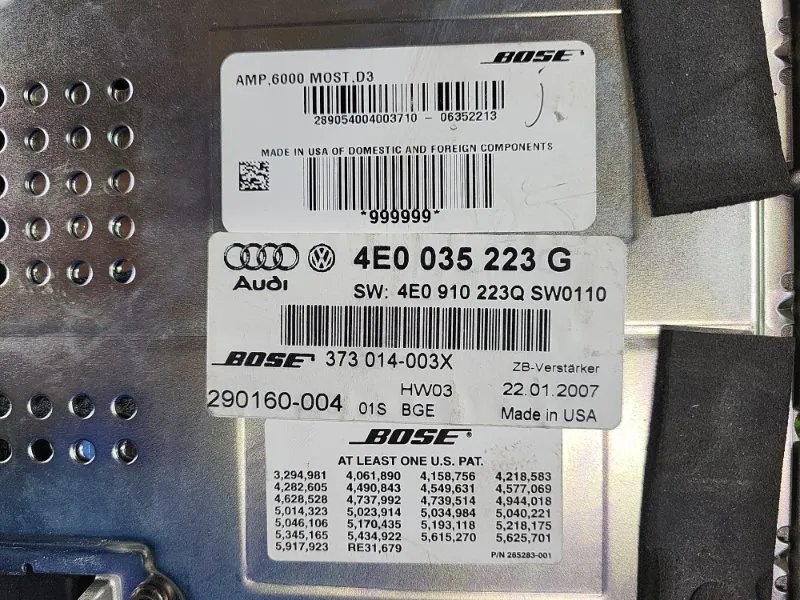 BOSE
AMP,6000 MOST,D3
289054004003710 - 06352213
MADE IN USA OF DOMESTIC AND FOREIGN COMPONENTS
*999999*
Audi
4E0 035 223 G
SW: 4E0 910 223Q SW0110
BOSE 373 014-003X
ZB-Verstärker
HW03 22.01.2007
290160-004 01S BGE Made in USA
BOSE®
AT LEAST ONE U.S. PAT.
3,294,981 4,061,890 4,158,756 4,218,583
4,282,605 4,490,843 4,549,631 4,577,069
4,628,528 4,737,992 4,739,514 4,944,018
5,014,323 5,023,914 5,034,984 5,040,221
5,046,106 5,170,435 5,193,118 5,218,175
5,345,165 5,434,922 5,615,270 5,625,701
5,917,923 RE31,679
P/N 265283-001